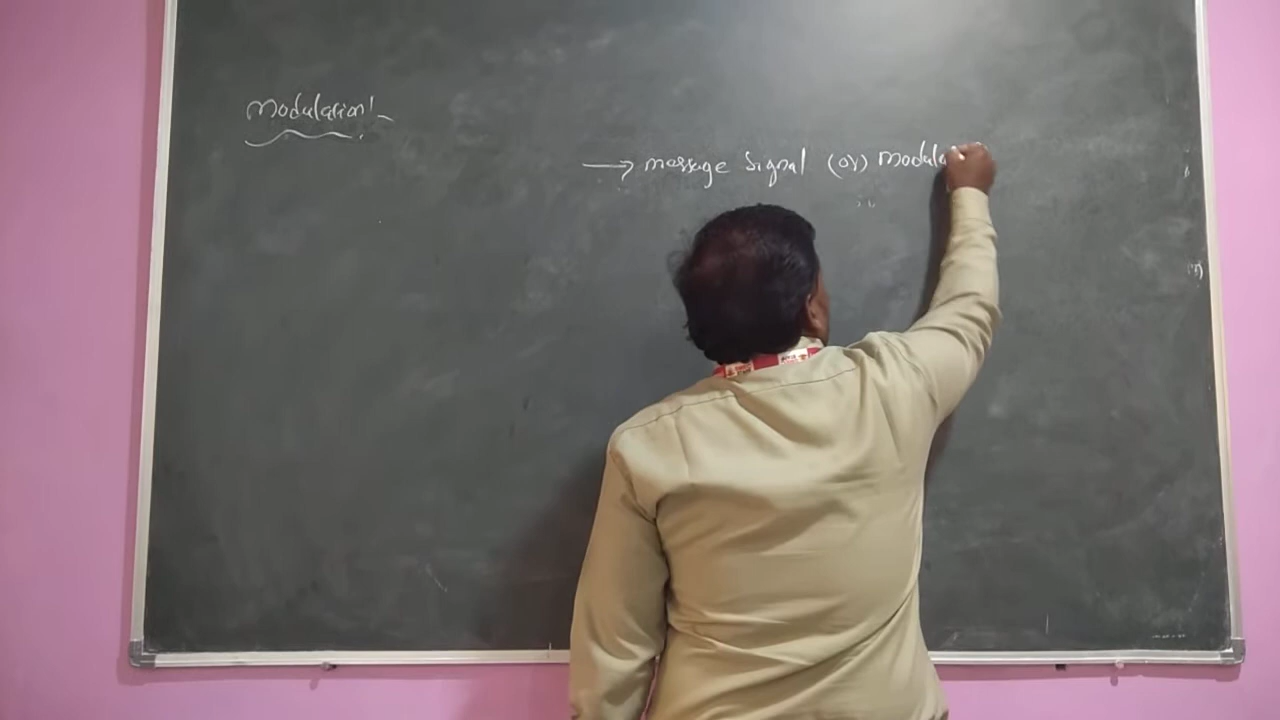 Modulation:-
→ message signal (or) Modula